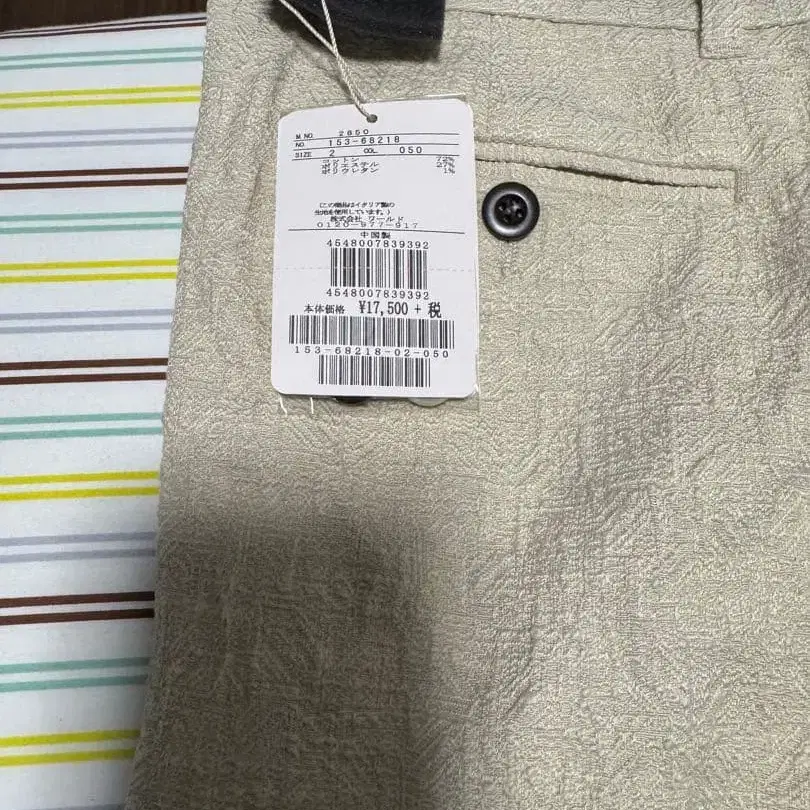 M.NO. 2850
NO. 153-68218
SIZE 2 COL. 050
コットン 72%
ポリエステル 27%
ポリウレタン 1%
(この商品はイタリア製の
生地を使用しています。)
株式会社 ワールド
0120-977-917
中国製
4548007839392
4548007839392
本体価格 ¥17,500 + 税
153-68218-02-050